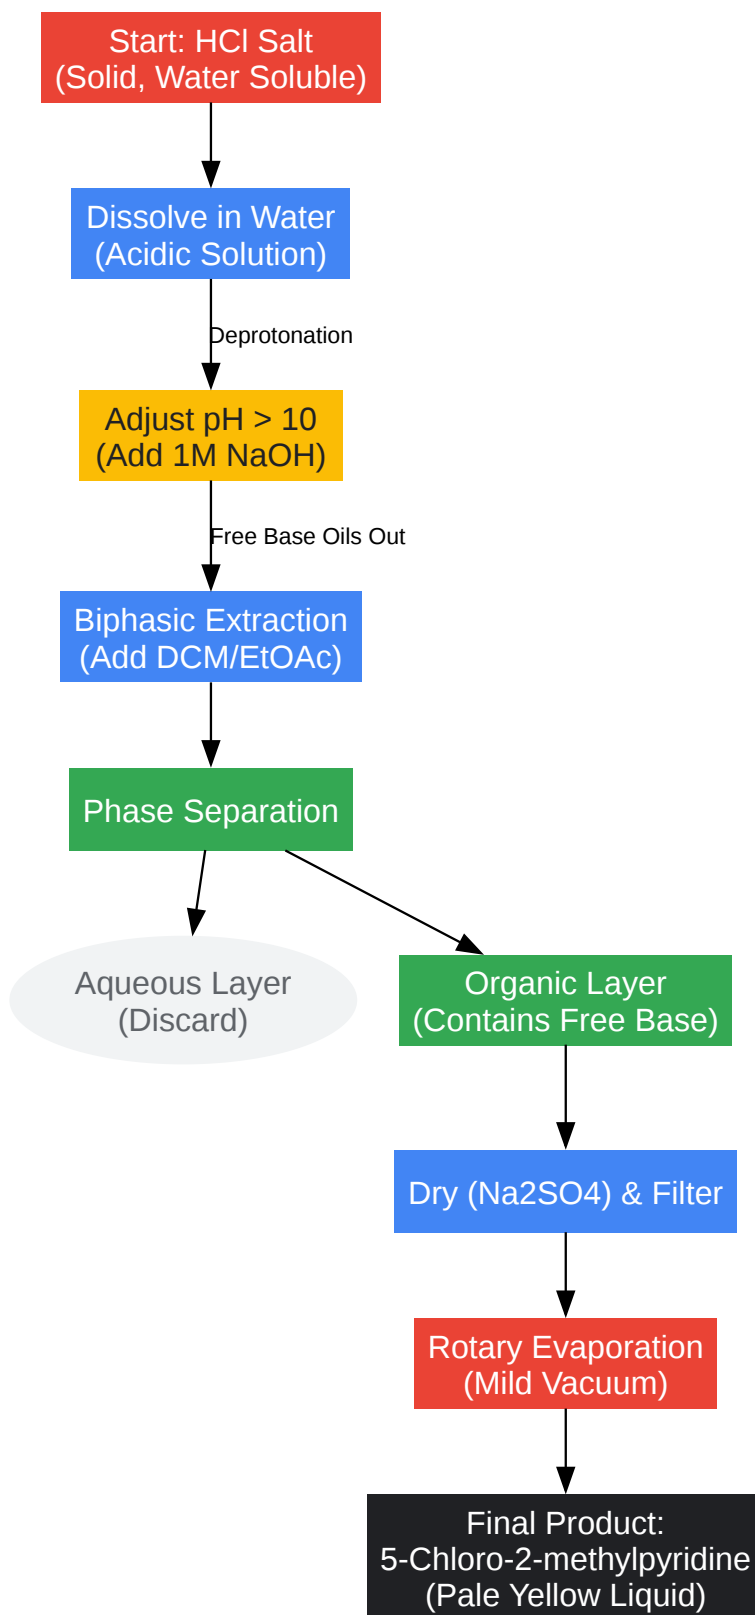 Start: HCl Salt
(Solid, Water Soluble)
Dissolve in Water
(Acidic Solution)
Deprotonation
Adjust pH > 10
(Add 1M NaOH)
Free Base Oils Out
Biphasic Extraction
(Add DCM/EtOAc)
Phase Separation
Aqueous Layer
(Discard)
Organic Layer
(Contains Free Base)
Dry (Na2SO4) & Filter
Rotary Evaporation
(Mild Vacuum)
Final Product:
5-Chloro-2-methylpyridine
(Pale Yellow Liquid)